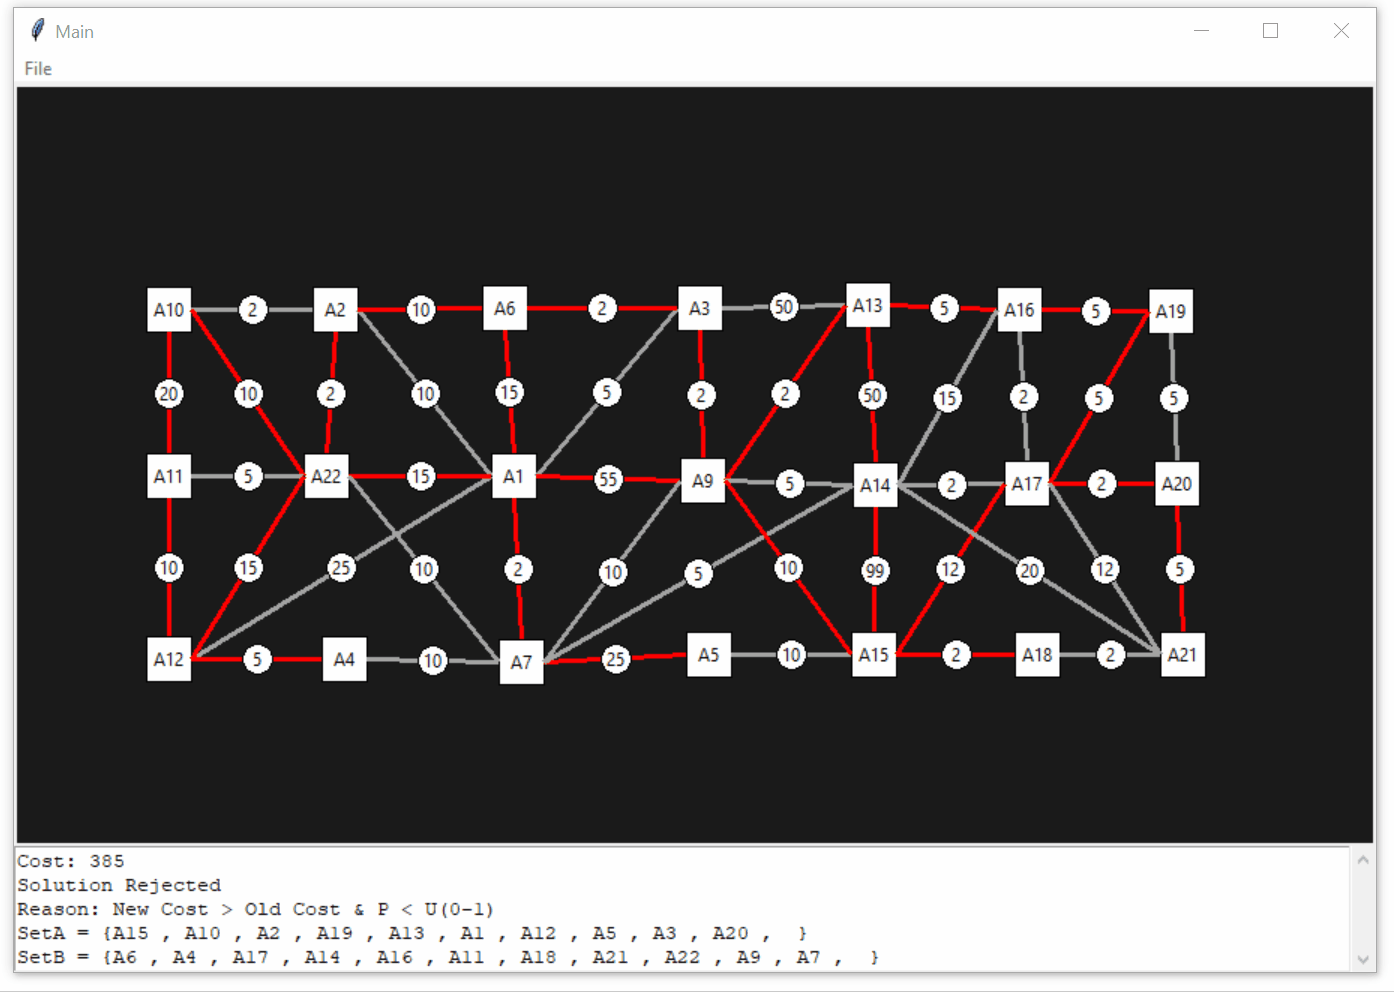 Main
File
A10 2 A2 10 A6 2 A3 50 A13 5 A16 5 A19
20 10 2 10 15 5 2 2 50 15 2 5 5
A11 5 A22 15 A1 55 A9 5 A14 2 A17 2 A20
10 15 25 10 2 10 5 10 99 12 20 12 5
A12 5 A4 10 A7 25 A5 10 A15 2 A18 2 A21
Cost: 385
Solution Rejected
Reason: New Cost > Old Cost & P < U(0-1)
SetA = {A15 , A10 , A2 , A19 , A13 , A1 , A12 , A5 , A3 , A20 ,  }
SetB = {A6 , A4 , A17 , A14 , A16 , A11 , A18 , A21 , A22 , A9 , A7 ,  }